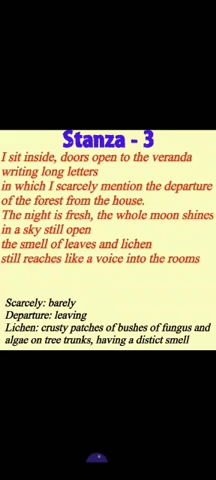 Stanza - 3
I sit inside, doors open to the veranda
writing long letters
in which I scarcely mention the departure
of the forest from the house.
The night is fresh, the whole moon shines
in a sky still open
the smell of leaves and lichen
still reaches like a voice into the rooms
Scarcely: barely
Departure: leaving
Lichen: crusty patches of bushes of fungus and
algae on tree trunks, having a distict smell